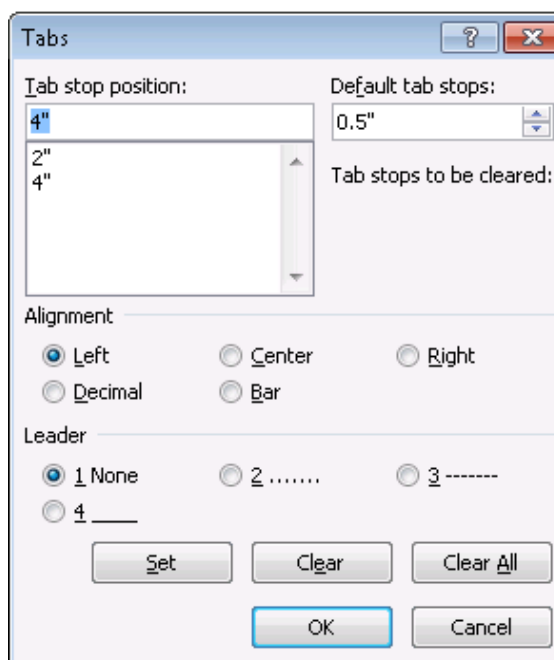 Tabs
Tab stop position: Default tab stops:
4" 0.5"
2"
4"
Tab stops to be cleared:
Alignment
Left Center Right
Decimal Bar
Leader
1 None 2 ....... 3 -------
4 ____
Set Clear Clear All
OK Cancel